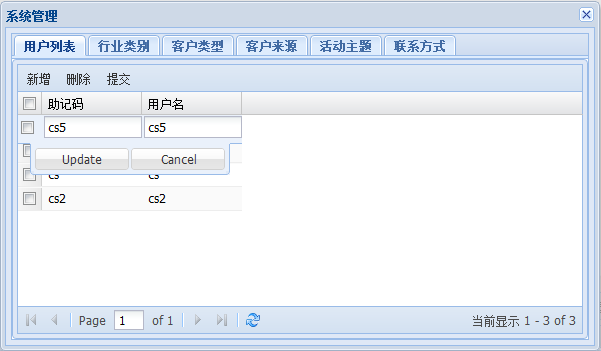 系统管理
用户列表 行业类别 客户类型 客户来源 活动主题 联系方式
新增 刪除 提交
助记码 用户名
cs5 cs5
Update Cancel
cs cs
cs2 cs2
Page 1 of 1 当前显示 1 - 3 of 3